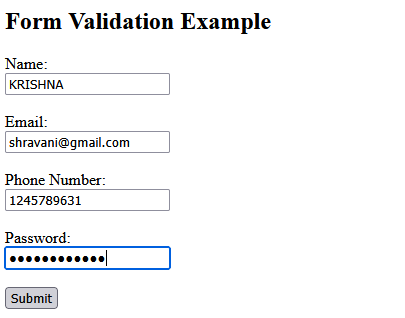 Form Validation Example
Name:
KRISHNA
Email:
shravani@gmail.com
Phone Number:
1245789631
Password:
●●●●●●●●●●●●
Submit